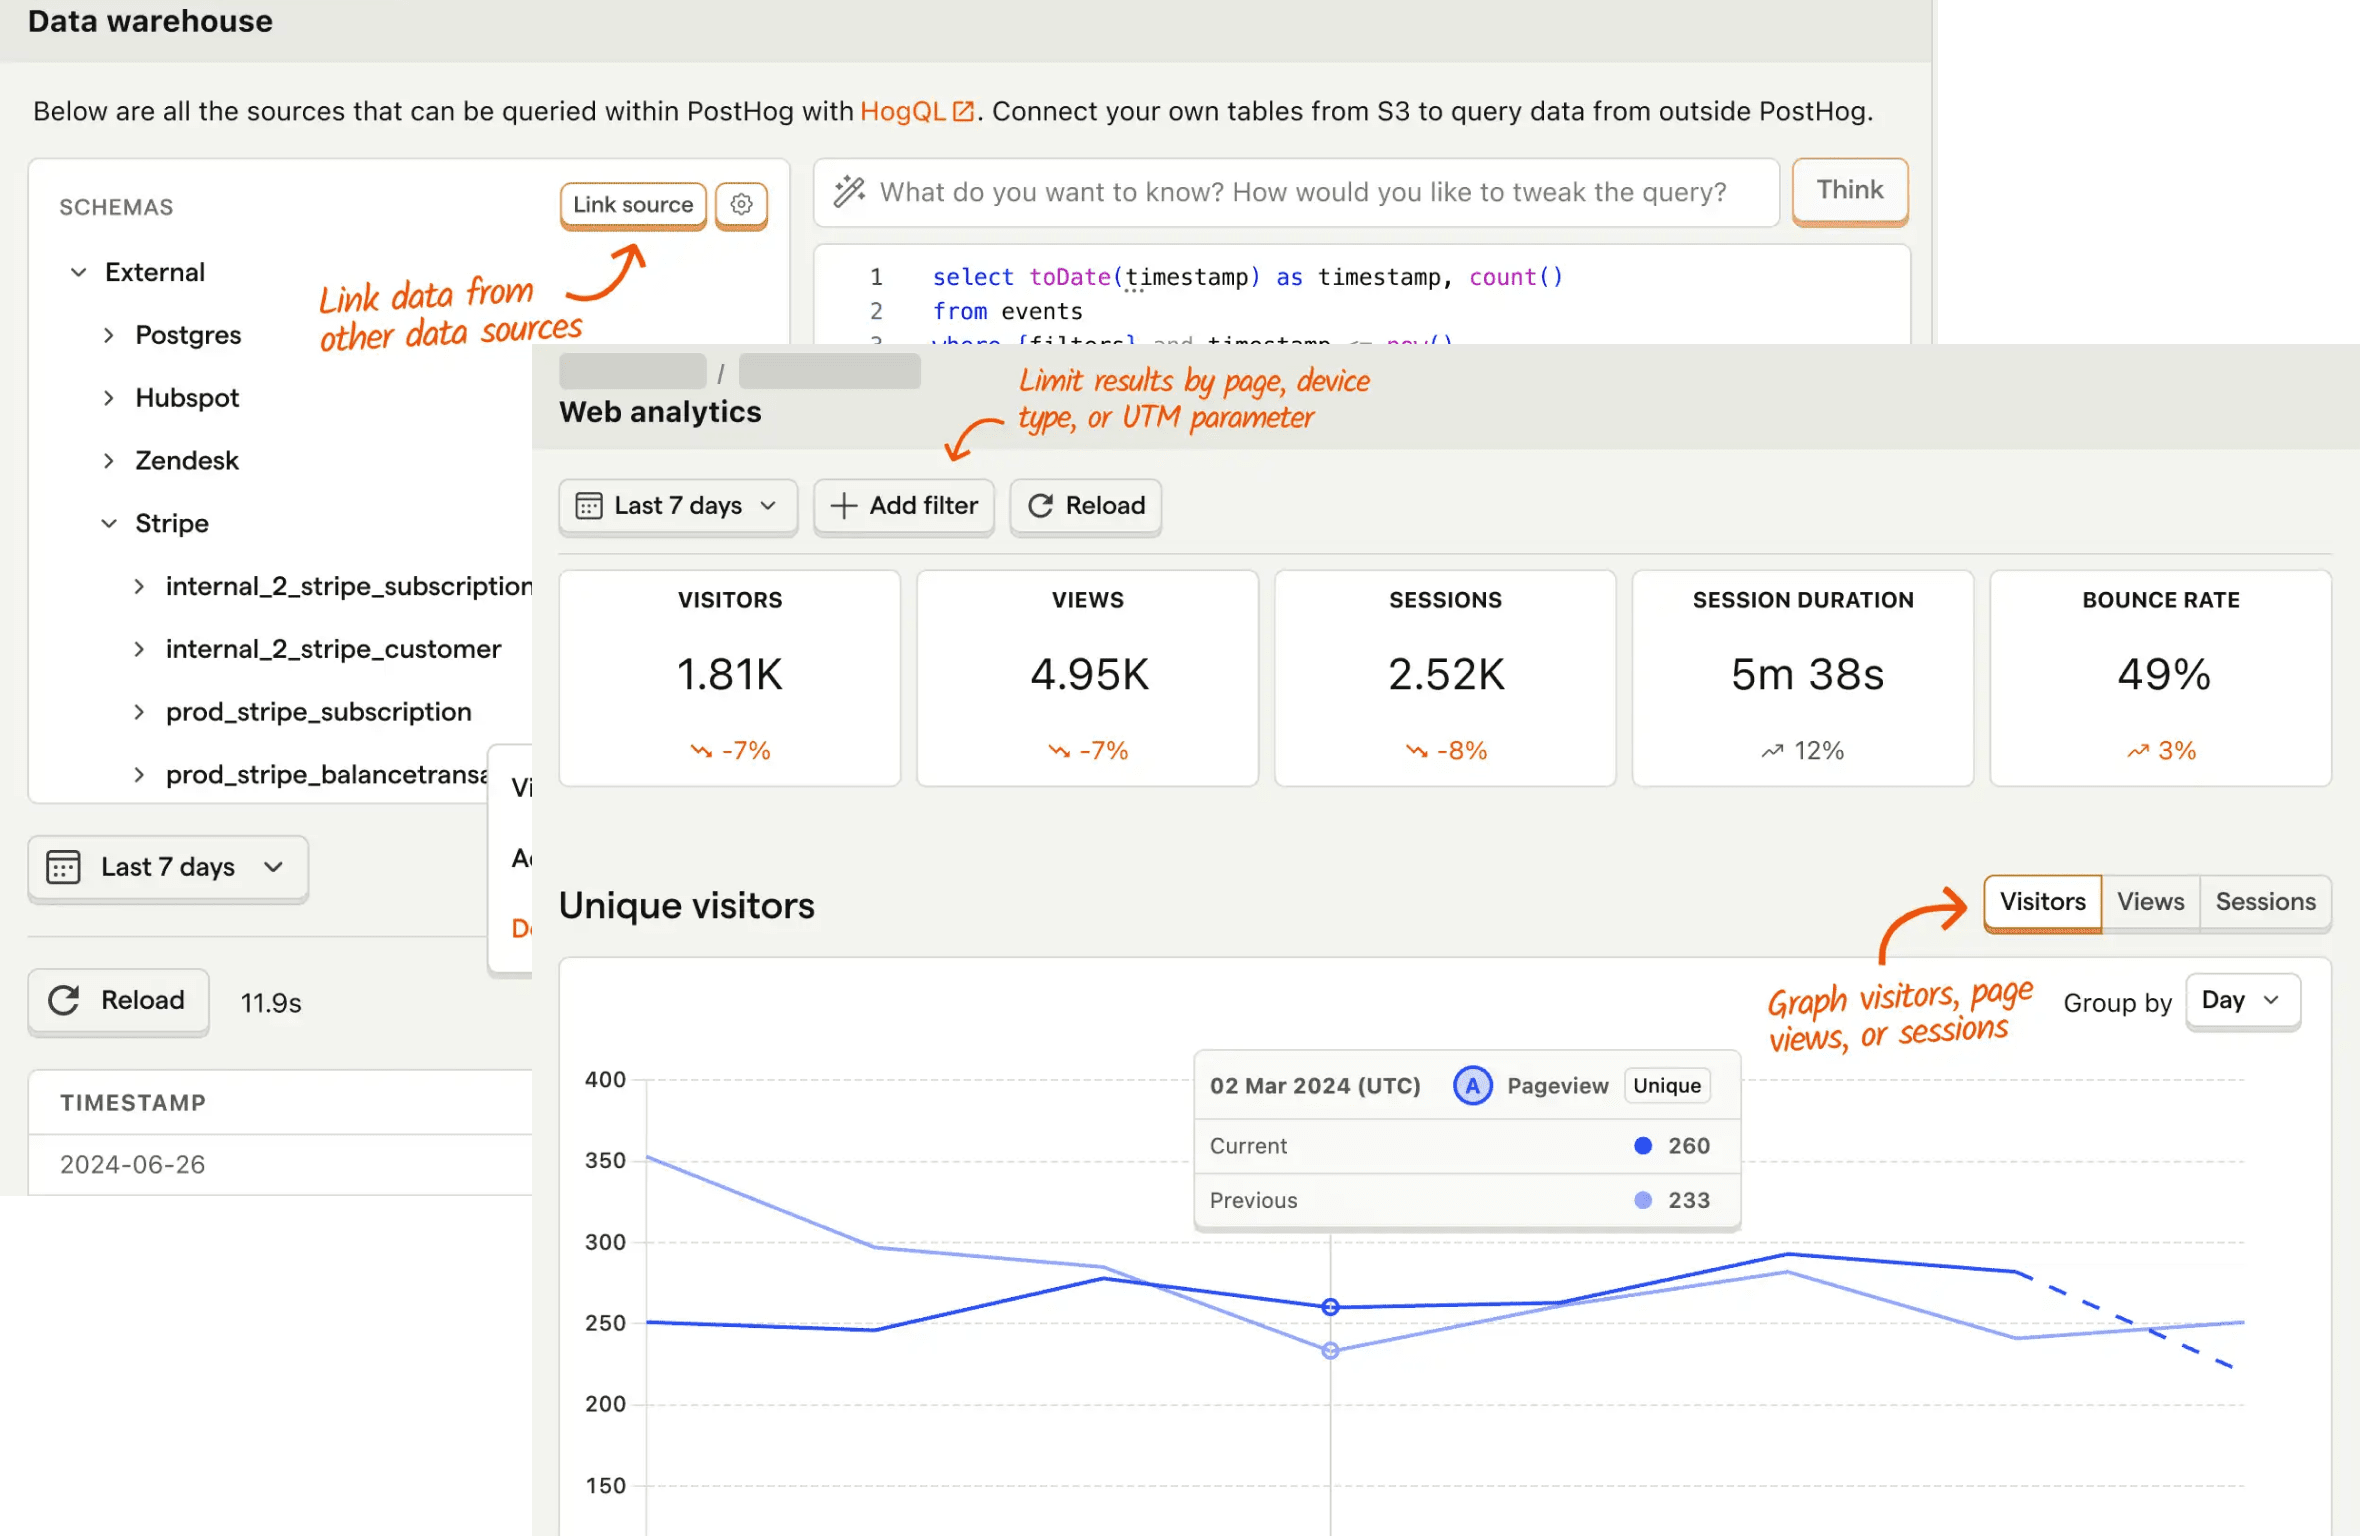 Data warehouse
Below are all the sources that can be queried within PostHog with HogQL. Connect your own tables from S3 to query data from outside PostHog.
SCHEMAS
Link source
External
Link data from
other data sources
Postgres
Hubspot
Zendesk
Stripe
internal_2_stripe_subscription
internal_2_stripe_customer
prod_stripe_subscription
prod_stripe_balancetransa
Last 7 days
Reload 11.9s
TIMESTAMP
2024-06-26
What do you want to know? How would you like to tweak the query?
Think
1 select toDate(timestamp) as timestamp, count()
2 from events
3 where {filters} and timestamp <= now()
/
Web analytics
Limit results by page, device
type, or UTM parameter
Last 7 days
Add filter
Reload
VISITORS
1.81K
-7%
VIEWS
4.95K
-7%
SESSIONS
2.52K
-8%
SESSION DURATION
5m 38s
12%
BOUNCE RATE
49%
3%
Unique visitors
Visitors Views Sessions
Graph visitors, page
views, or sessions
Group by Day
02 Mar 2024 (UTC) A Pageview Unique
Current 260
Previous 233
400
350
300
250
200
150